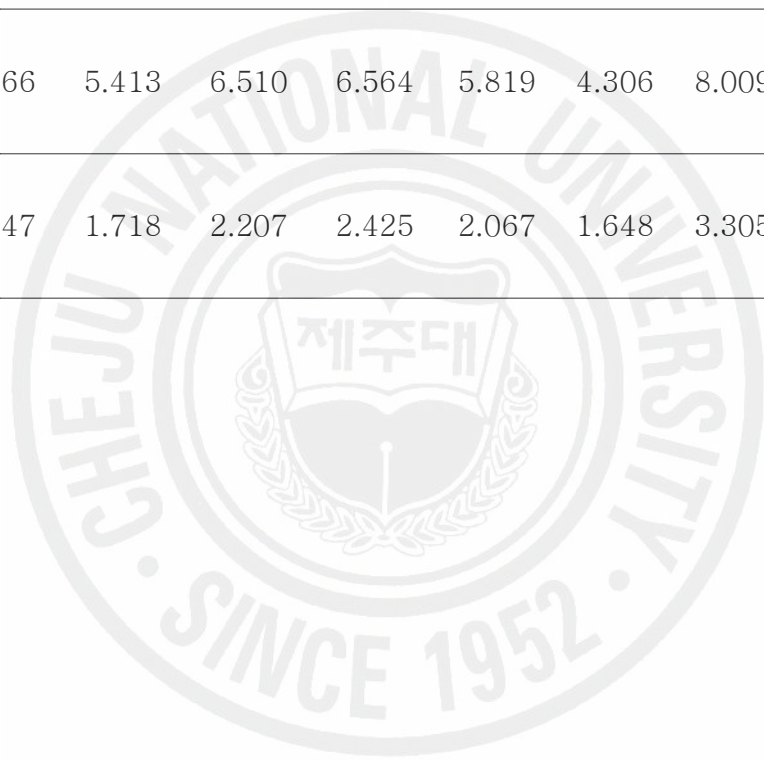 66 5.413 6.510 6.564 5.819 4.306 8.009
47 1.718 2.207 2.425 2.067 1.648 3.305
CHEJU NATIONAL UNIVERSITY
제주대
· SINCE 1952 ·